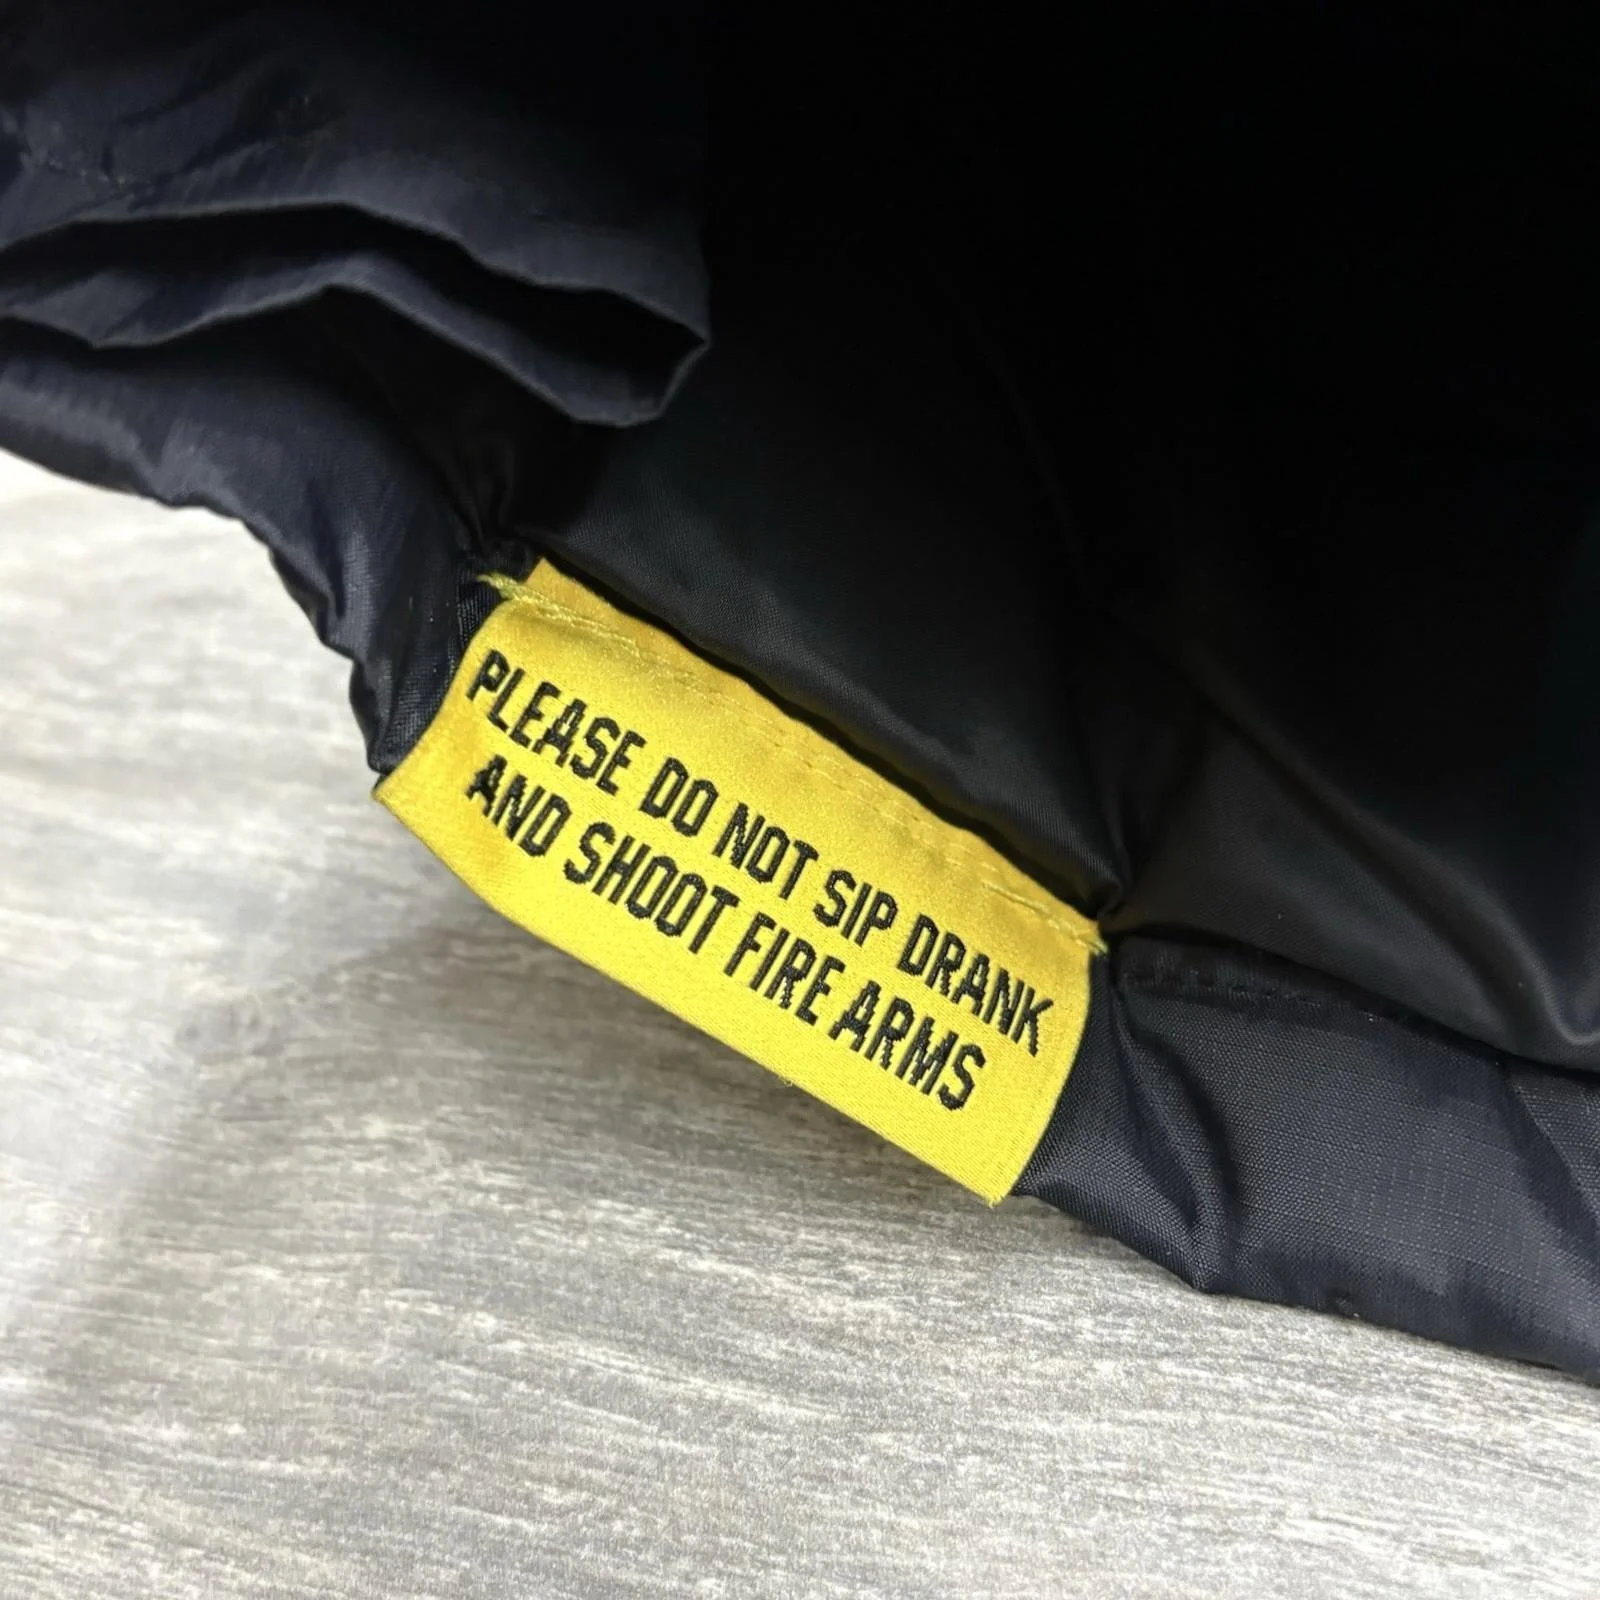 PLEASE DO NOT SIP DRANK
AND SHOOT FIRE ARMS